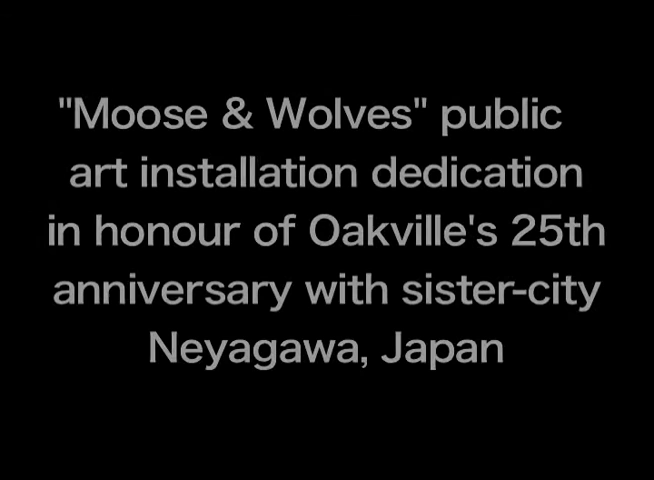 "Moose & Wolves" public
art installation dedication
in honour of Oakville's 25th
anniversary with sister-city
Neyagawa, Japan